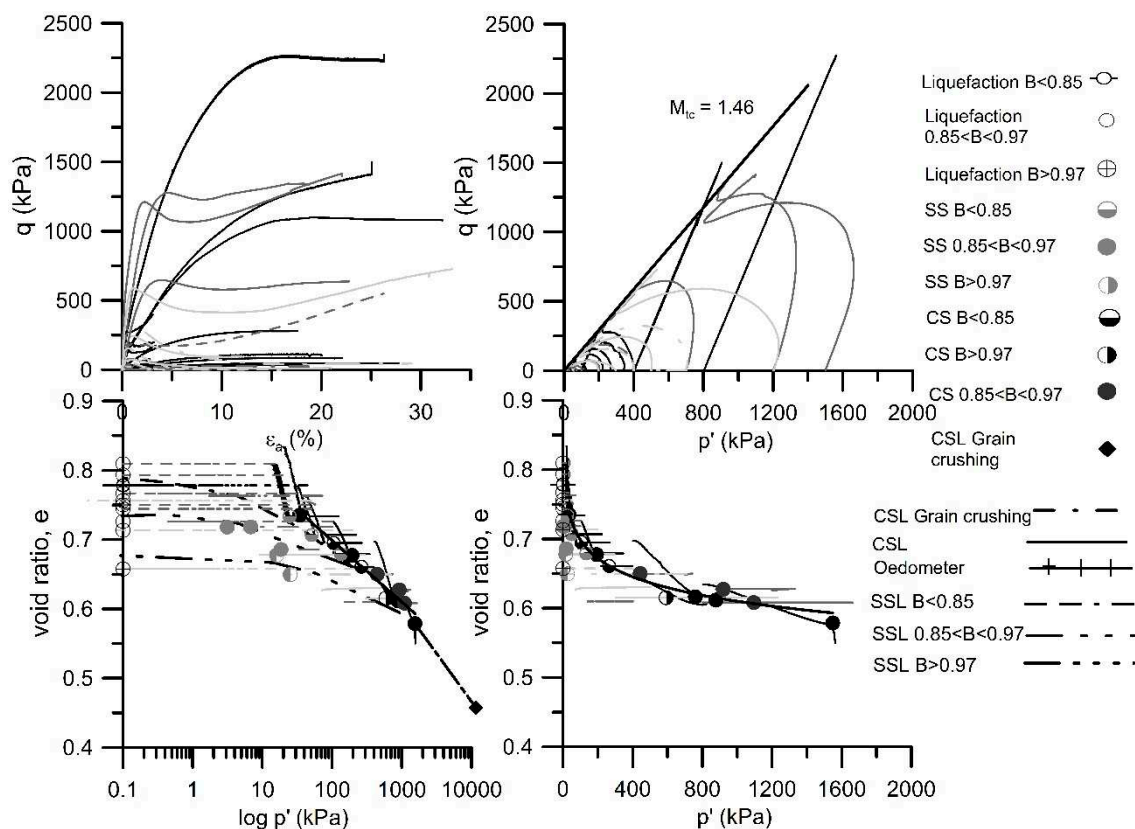 2500
2000
1500
1000
500
0
q (kPa)
0
10
20
30
εa (%)
2500
2000
1500
1000
500
0
q (kPa)
Mtc = 1.46
0
400
800
1200
1600
2000
p' (kPa)
0.9
0.8
0.7
0.6
0.5
0.4
void ratio, e
0.1
1
10
100
1000
10000
log p' (kPa)
0.9
0.8
0.7
0.6
0.5
0.4
void ratio, e
0
400
800
1200
1600
2000
p' (kPa)
Liquefaction B<0.85
Liquefaction
0.85<B<0.97
Liquefaction B>0.97
SS B<0.85
SS 0.85<B<0.97
SS B>0.97
CS B<0.85
CS B>0.97
CS 0.85<B<0.97
CSL Grain
crushing
CSL Grain crushing
CSL
Oedometer
SSL B<0.85
SSL 0.85<B<0.97
SSL B>0.97